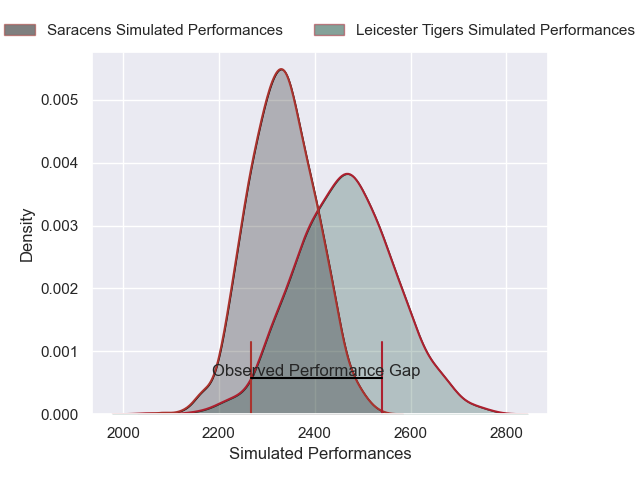 Saracens Simulated Performances
Leicester Tigers Simulated Performances
0.005
0.004
0.003
0.002
0.001
0.000
Density
Observed Performance Gap
2000 2200 2400 2600 2800
Simulated Performances